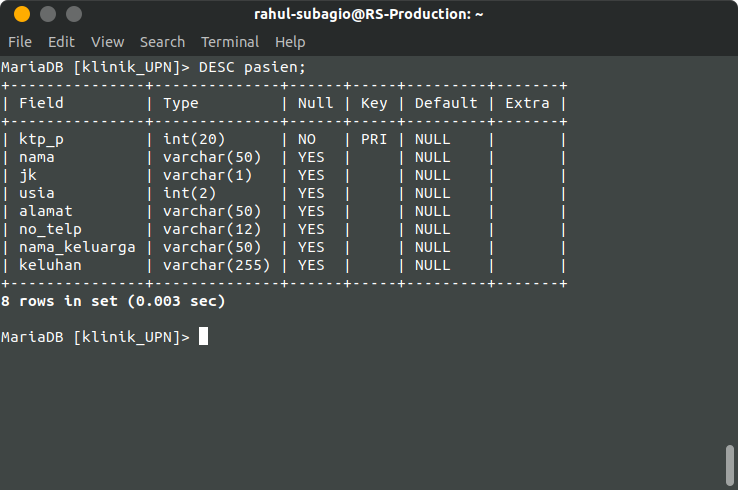 rahul-subagio@RS-Production: ~
File Edit View Search Terminal Help
MariaDB [klinik_UPN]> DESC pasien;
+---------------+--------------+------+-----+---------+-------+
| Field         | Type         | Null | Key | Default | Extra |
+---------------+--------------+------+-----+---------+-------+
| ktp_p         | int(20)      | NO   | PRI | NULL    |       |
| nama          | varchar(50)  | YES  |     | NULL    |       |
| jk            | varchar(1)   | YES  |     | NULL    |       |
| usia          | int(2)       | YES  |     | NULL    |       |
| alamat        | varchar(50)  | YES  |     | NULL    |       |
| no_telp       | varchar(12)  | YES  |     | NULL    |       |
| nama_keluarga | varchar(50)  | YES  |     | NULL    |       |
| keluhan       | varchar(255) | YES  |     | NULL    |       |
+---------------+--------------+------+-----+---------+-------+
8 rows in set (0.003 sec)
MariaDB [klinik_UPN]>